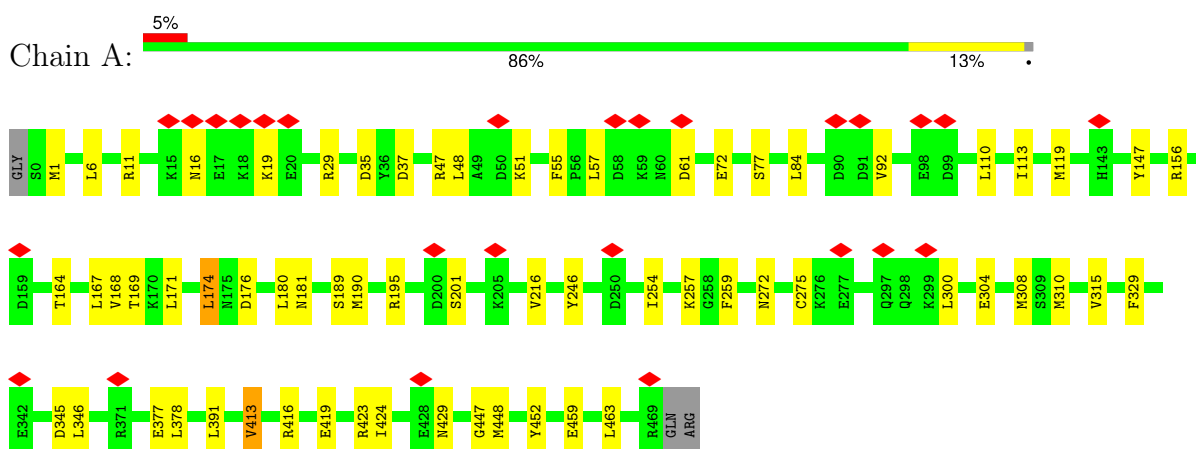 5%
Chain A:
86% 13% •
GLY S0 M1 L6 R11 K15 N16 E17 K18 K19 E20 R29 D35 Y36 D37 R47 L48 A49 D50 K51 F55 P56 L57 D58 K59 N60 D61 E72 S77 L84 D90 D91 V92 E98 D99 L110 I113 M119 H143 Y147 R156
D159 T164 L167 V168 T169 K170 L171 L174 N175 D176 L180 N181 S189 M190 R195 D200 S201 K205 V216 Y246 D250 I254 K257 G258 F259 N272 C275 K276 E277 Q297 Q298 K299 L300 E304 M308 S309 M310 V315 F329
E342 D345 L346 R371 E377 L378 L391 V413 R416 E419 R423 I424 E428 N429 G447 M448 Y452 E459 L463 R469 GLN ARG